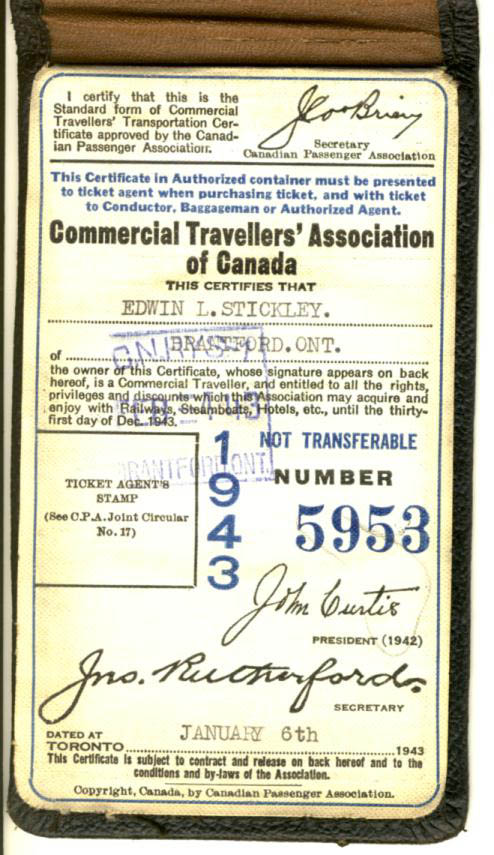 I certify that this is the
Standard form of Commercial
Travellers' Transportation Cer-
tificate approved by the Canad-
ian Passenger Association.
Secretary
Canadian Passenger Association
This Certificate in Authorized container must be presented
to ticket agent when purchasing ticket, and with ticket
to Conductor, Baggageman or Authorized Agent.
Commercial Travellers' Association
of Canada
THIS CERTIFIES THAT
EDWIN L.STICKLEY.
of BRANTFORD.ONT.
the owner of this Certificate, whose signature appears on back
hereof, is a Commercial Traveller, and entitled to all the rights,
privileges and discounts which this Association may acquire and
enjoy with Railways, Steamboats, Hotels, etc., until the thirty-
first day of Dec. 1943.
BRANTFORD ONT.
TICKET AGENT'S
STAMP
(See C.P.A. Joint Circular
No. 17)
1943
NOT TRANSFERABLE
NUMBER
5953
John Curtis
PRESIDENT (1942)
Jno. Rutherford.
SECRETARY
DATED AT
TORONTO JANUARY 6th 1943
This Certificate is subject to contract and release on back hereof and to the
conditions and by-laws of the Association.
Copyright, Canada, by Canadian Passenger Association.